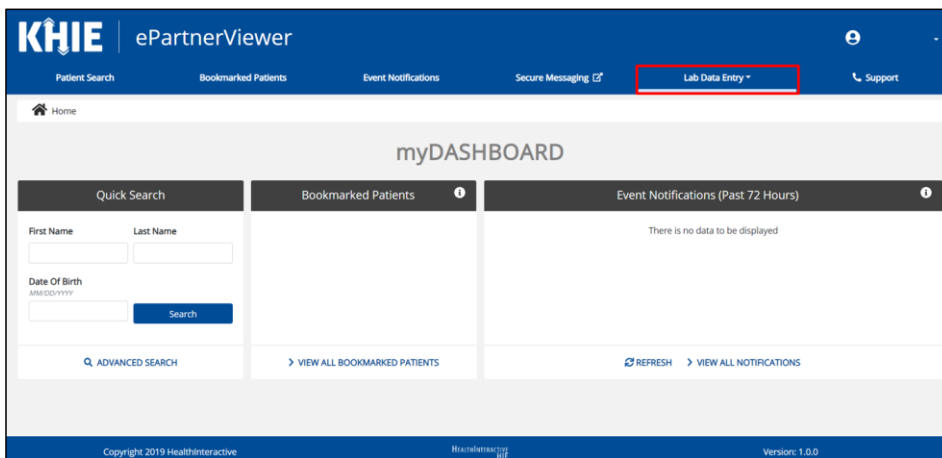 KHIE ePartnerViewer
Patient Search Bookmarked Patients Event Notifications Secure Messaging Lab Data Entry Support
Home
myDASHBOARD
Quick Search Bookmarked Patients Event Notifications (Past 72 Hours)
First Name Last Name There is no data to be displayed
Date Of Birth
MM/DD/YYYY
Search
ADVANCED SEARCH VIEW ALL BOOKMARKED PATIENTS REFRESH VIEW ALL NOTIFICATIONS
Copyright 2019 HealthInteractive HEALTHINTERACTIVE Version: 1.0.0
HIE